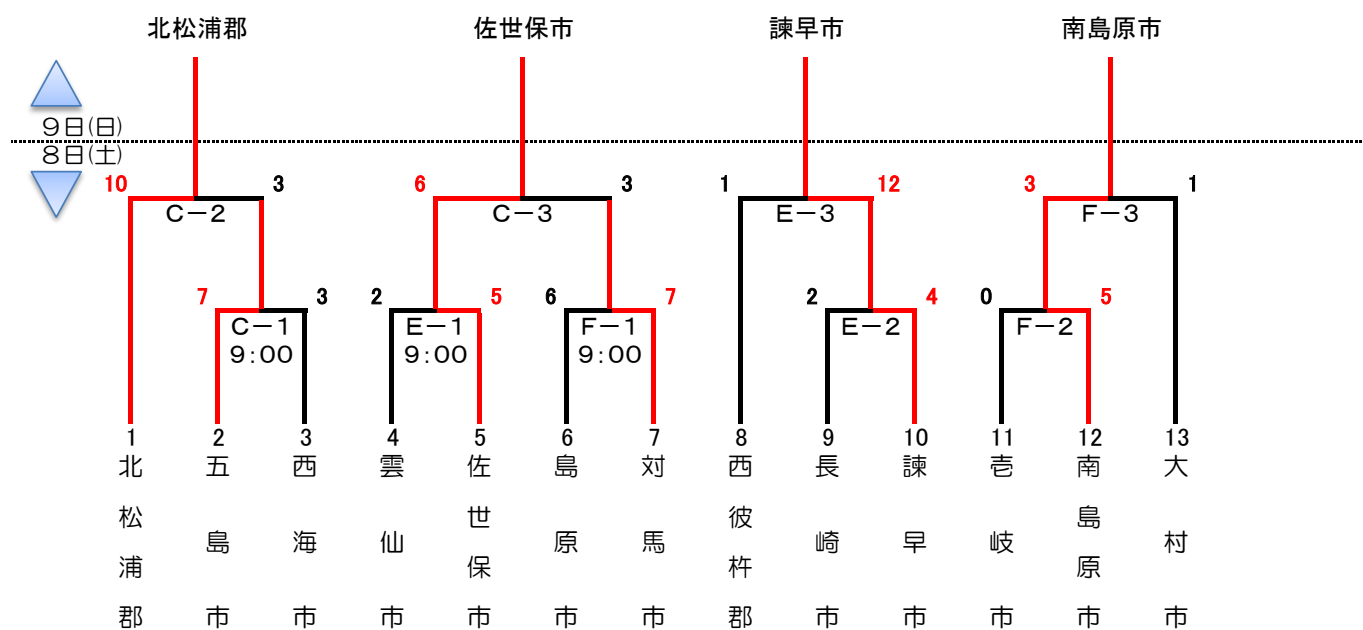 北松浦郡 佐世保市 諫早市 南島原市
9日(日)
8日(土)
10 3 6 3 1 12 3 1
C-2 C-3 E-3 F-3
7 3 2 5 6 7 2 4 0 5
C-1 E-1 F-1 E-2 F-2
9:00 9:00 9:00
1 2 3 4 5 6 7 8 9 10 11 12 13
北松浦郡
五島市
西海市
雲仙市
佐世保市
島原市
対馬市
西彼杵郡
長崎市
諫早市
壱岐市
南島原市
大村市